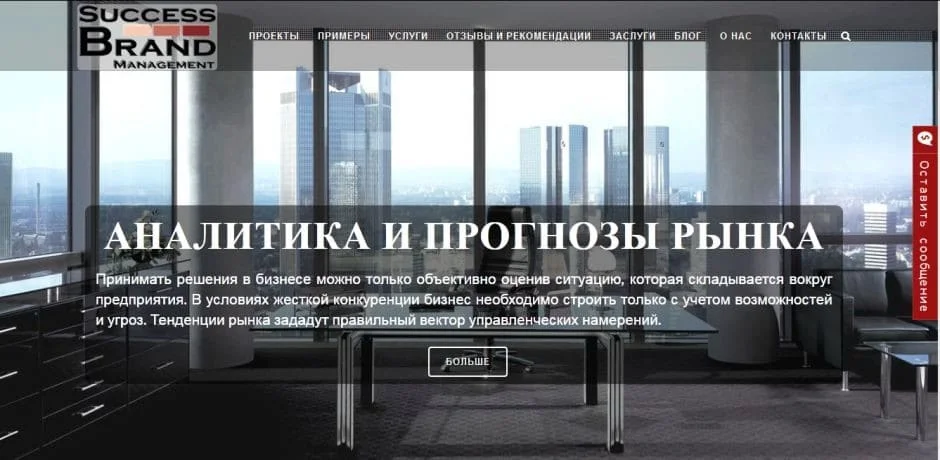 SUCCESS
BRAND
MANAGEMENT
ПРОЕКТЫ ПРИМЕРЫ УСЛУГИ ОТЗЫВЫ И РЕКОМЕНДАЦИИ ЗАСЛУГИ БЛОГ О НАС КОНТАКТЫ
АНАЛИТИКА И ПРОГНОЗЫ РЫНКА
Принимать решения в бизнесе можно только объективно оценив ситуацию, которая складывается вокруг
предприятия. В условиях жесткой конкуренции бизнес необходимо строить только с учетом возможностей
и угроз. Тенденции рынка зададут правильный вектор управленческих намерений.
БОЛЬШЕ
Оставить сообщение